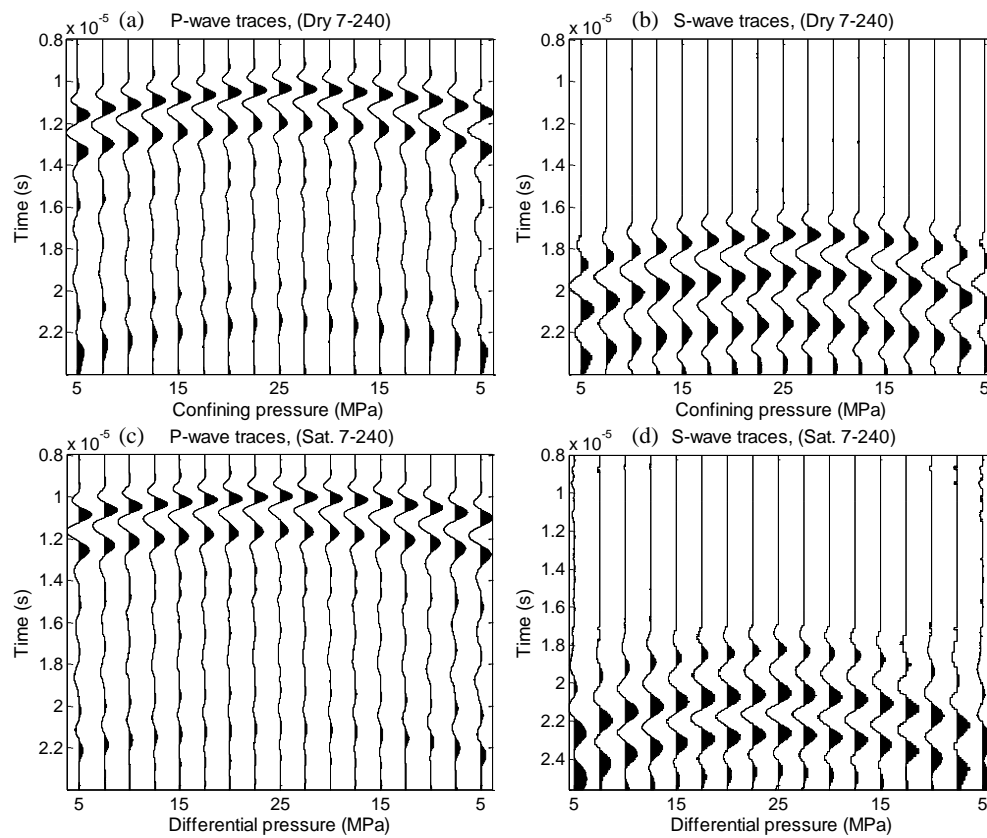 (a) P-wave traces, (Dry 7-240)
x 10-5
0.8
1
1.2
1.4
1.6
1.8
2
2.2
Time (s)
5 15 25 15 5
Confining pressure (MPa)
(b) S-wave traces, (Dry 7-240)
x 10-5
0.8
1
1.2
1.4
1.6
1.8
2
2.2
Time (s)
5 15 25 15 5
Confining pressure (MPa)
(c) P-wave traces, (Sat. 7-240)
x 10-5
0.8
1
1.2
1.4
1.6
1.8
2
2.2
Time (s)
5 15 25 15 5
Differential pressure (MPa)
(d) S-wave traces, (Sat. 7-240)
x 10-5
0.8
1
1.2
1.4
1.6
1.8
2
2.2
2.4
Time (s)
5 15 25 15 5
Differential pressure (MPa)